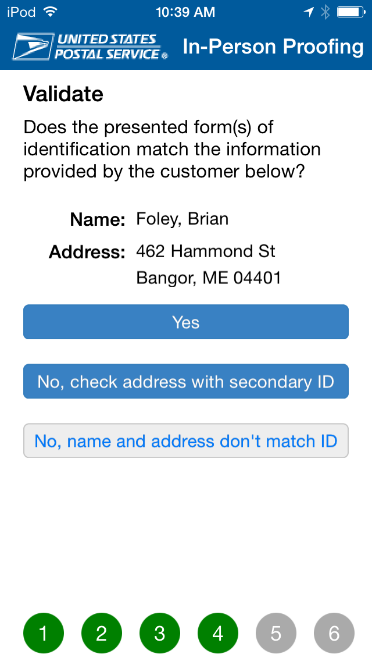 iPod 10:39 AM
UNITED STATES
POSTAL SERVICE®
In-Person Proofing
Validate
Does the presented form(s) of
identification match the information
provided by the customer below?
Name: Foley, Brian
Address: 462 Hammond St
Bangor, ME 04401
Yes
No, check address with secondary ID
No, name and address don't match ID
1 2 3 4 5 6